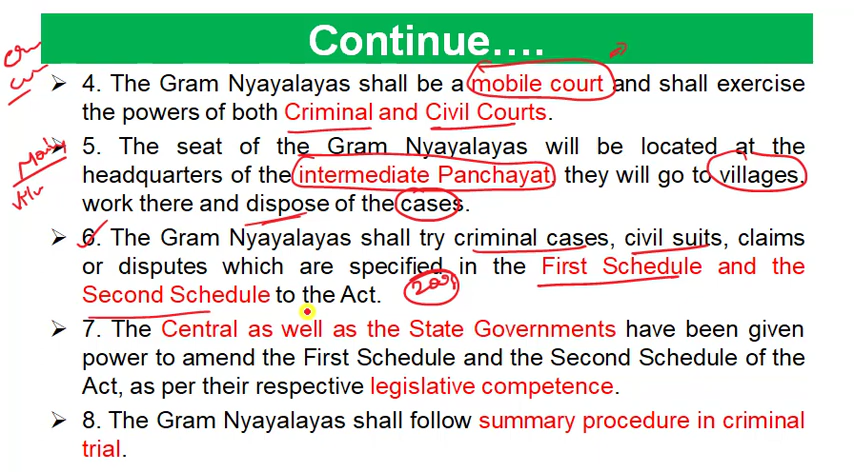 Continue….
➢ 4. The Gram Nyayalayas shall be a mobile court and shall exercise
the powers of both Criminal and Civil Courts.
➢ 5. The seat of the Gram Nyayalayas will be located at the
headquarters of the intermediate Panchayat, they will go to villages,
work there and dispose of the cases.
➢ 6. The Gram Nyayalayas shall try criminal cases, civil suits, claims
or disputes which are specified in the First Schedule and the
Second Schedule to the Act.
➢ 7. The Central as well as the State Governments have been given
power to amend the First Schedule and the Second Schedule of the
Act, as per their respective legislative competence.
➢ 8. The Gram Nyayalayas shall follow summary procedure in criminal
trial.